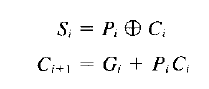 Sᵢ = Pᵢ ⊕ Cᵢ
Cᵢ₊₁ = Gᵢ + PᵢCᵢ